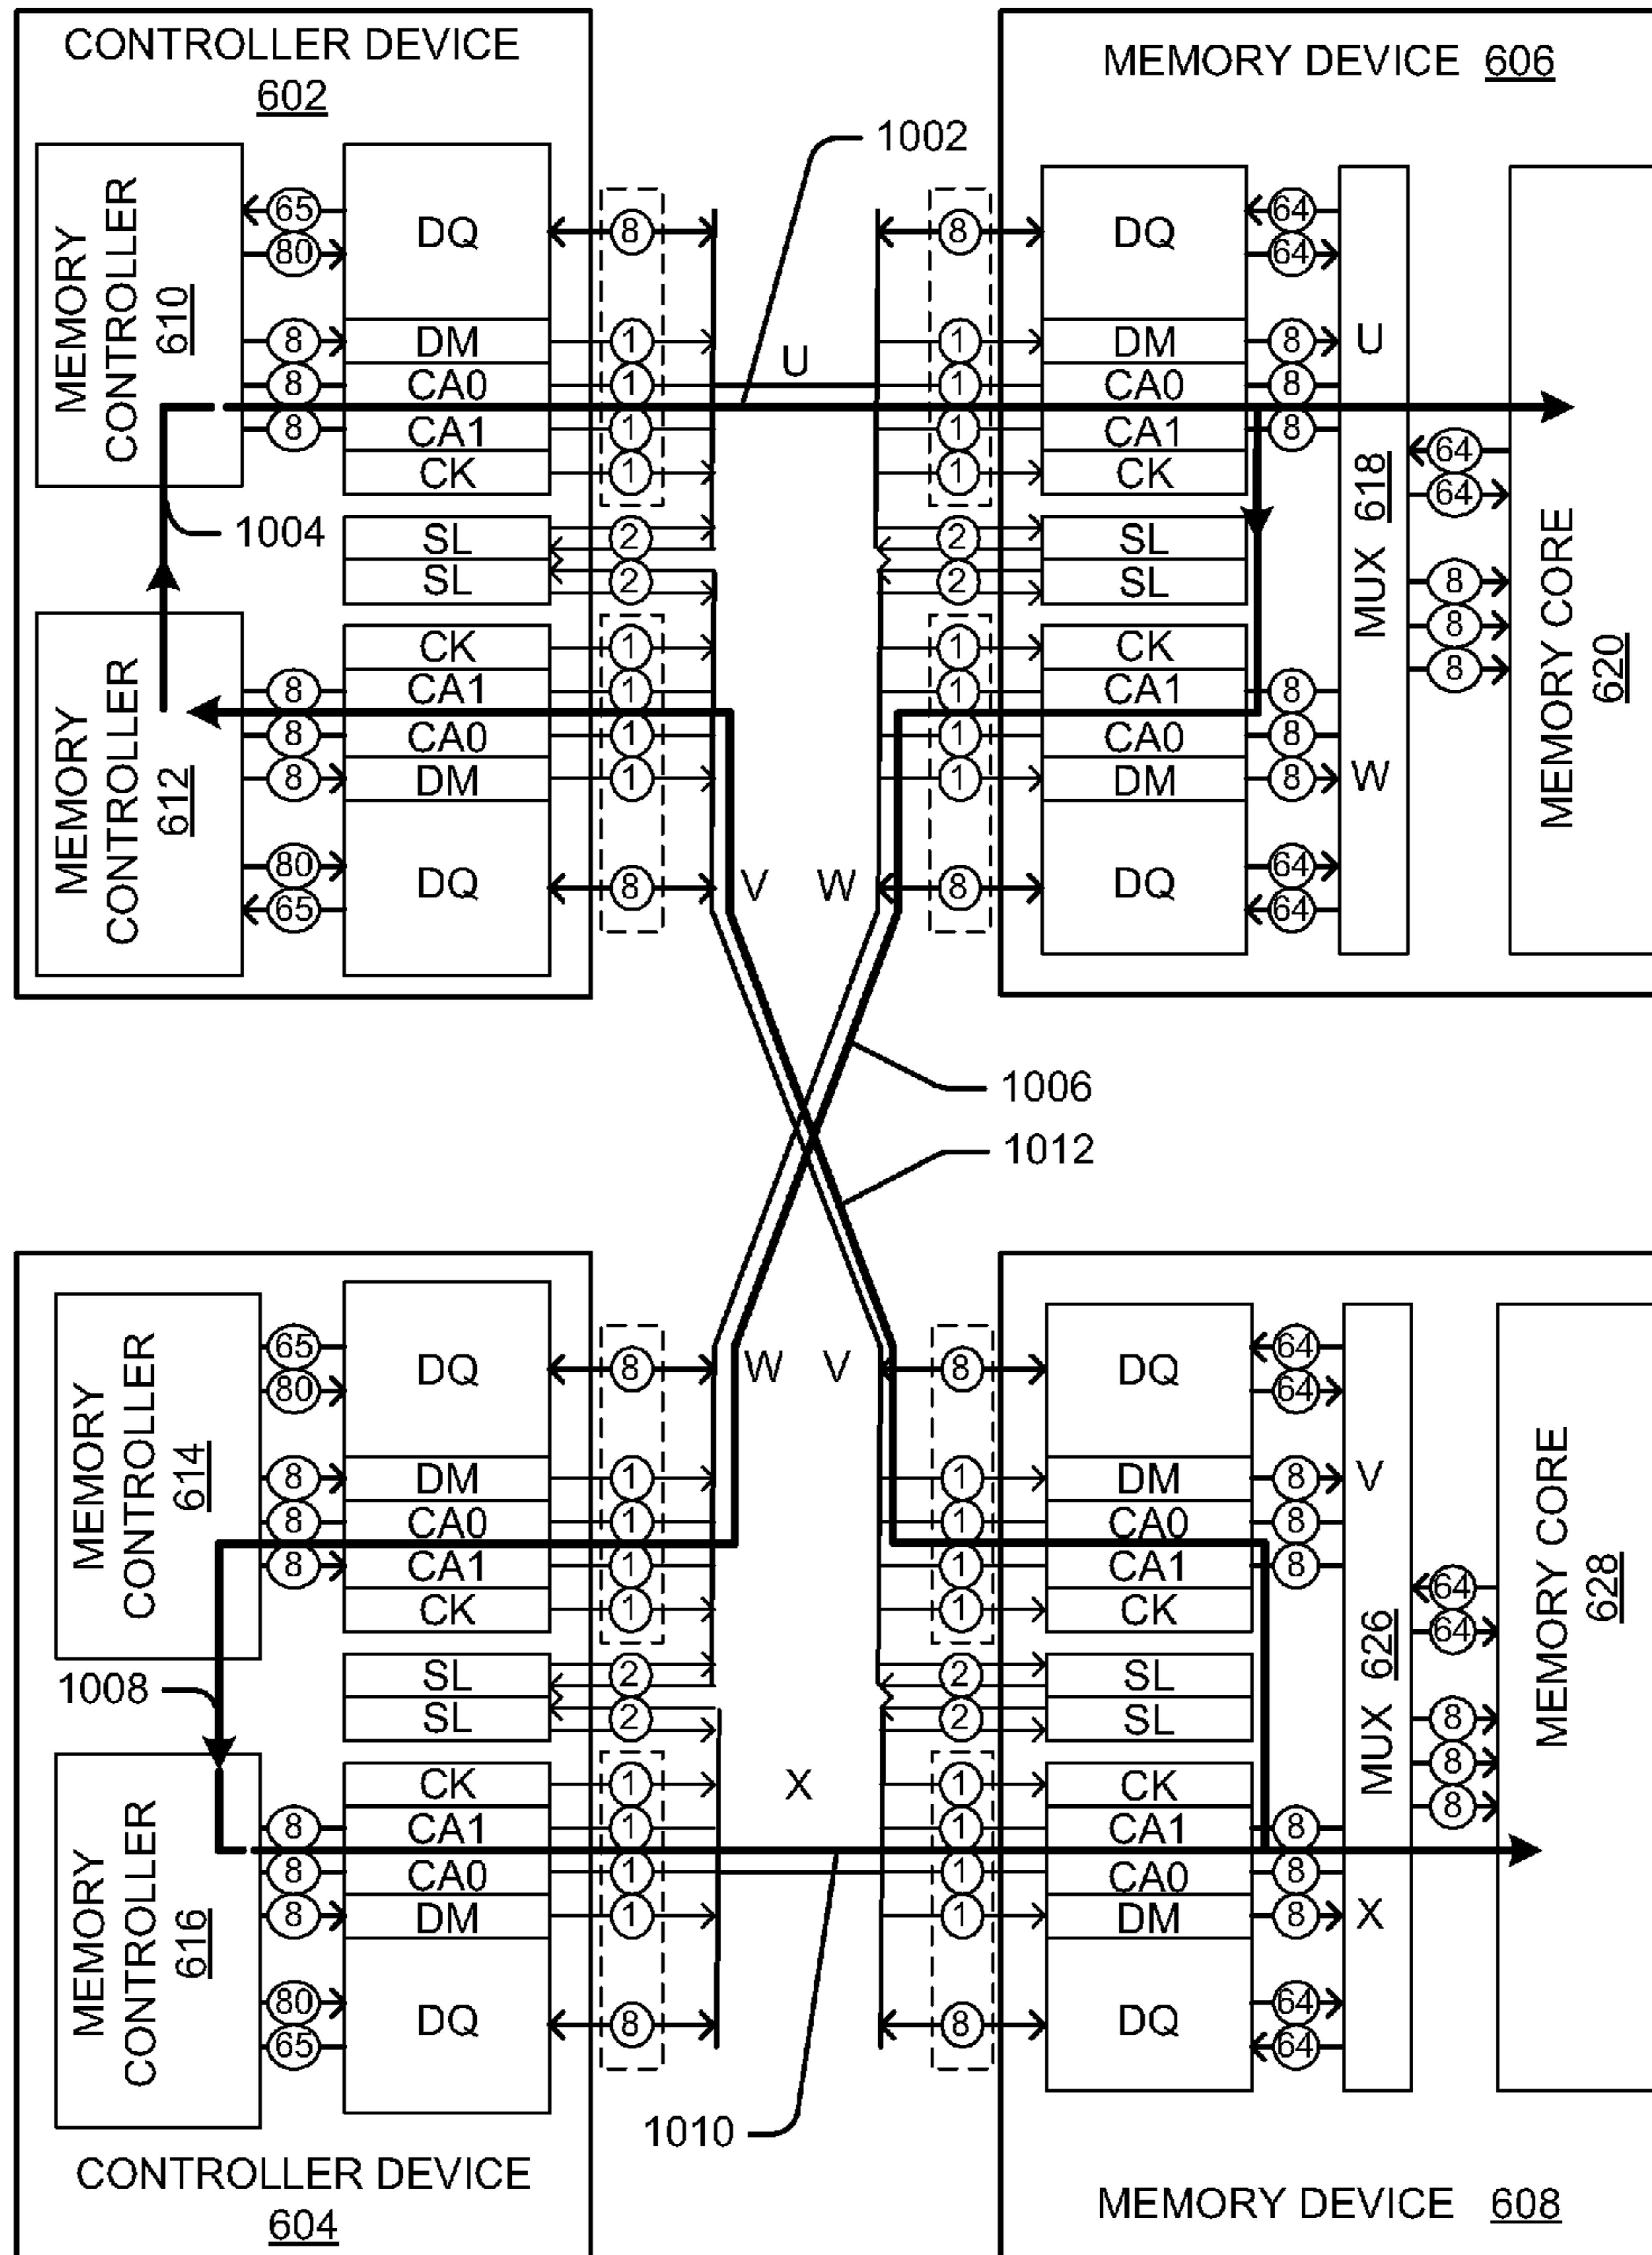 CONTROLLER DEVICE
602
MEMORY DEVICE 606
1002
MEMORY
CONTROLLER
610
65
80
8
8
8
DQ
DM
CA0
CA1
CK
SL
SL
CK
CA1
CA0
DM
DQ
8
1
1
1
1
2
2
1
1
1
1
8
U
8
1
1
1
1
2
2
1
1
1
1
8
DQ
DM
CA0
CA1
CK
SL
SL
CK
CA1
CA0
DM
DQ
64
64
8
8
8
8
8
8
64
64
U
MUX 618
W
64
64
8
8
8
MEMORY CORE
620
1004
MEMORY
CONTROLLER
612
8
8
8
80
65
V
W
1006
1012
MEMORY
CONTROLLER
614
65
80
8
8
8
DQ
DM
CA0
CA1
CK
SL
SL
CK
CA1
CA0
DM
DQ
8
1
1
1
1
2
2
1
1
1
1
8
W
V
X
8
1
1
1
1
2
2
1
1
1
1
8
DQ
DM
CA0
CA1
CK
SL
SL
CK
CA1
CA0
DM
DQ
64
64
8
8
8
8
8
8
64
64
V
MUX 626
X
64
64
8
8
8
MEMORY CORE
628
1008
MEMORY
CONTROLLER
616
8
8
8
80
65
1010
CONTROLLER DEVICE
604
MEMORY DEVICE 608